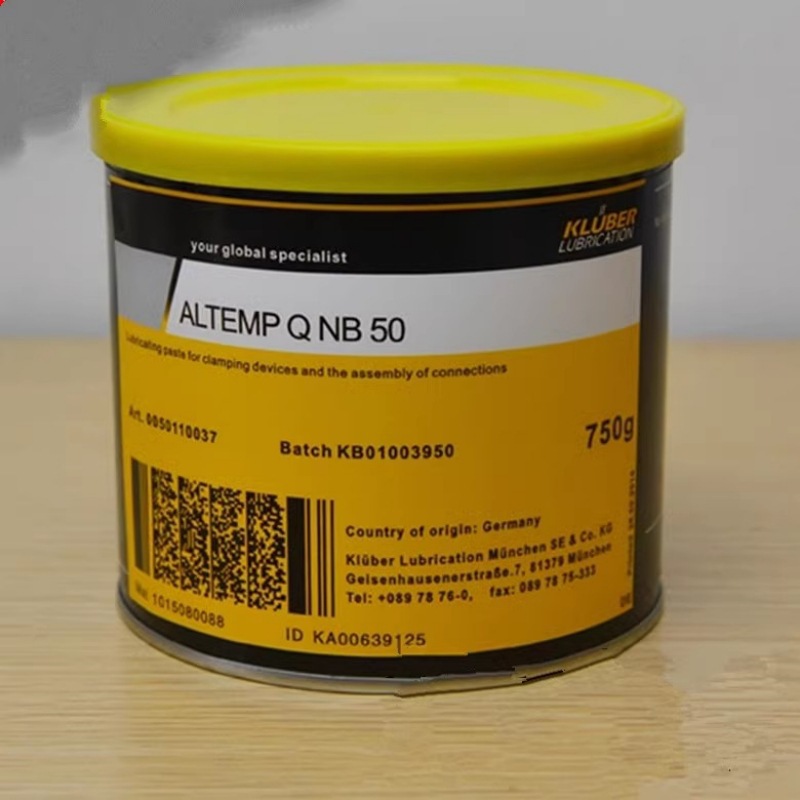 KLÜBER
LUBRICATION
your global specialist
ALTEMP Q NB 50
Lubricating paste for clamping devices and the assembly of connections
Art. 0050110037
Batch KB01003950
750g
Country of origin: Germany
Klüber Lubrication München SE & Co. KG
Geisenhausenerstraße.7, 81379 München
Tel: +089 78 76-0, fax: 089 78 75-333
Mat. 1015080088
ID KA00639125